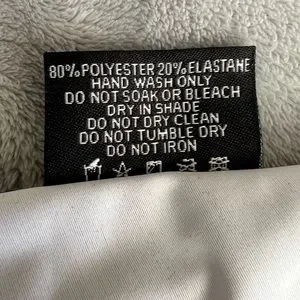 80% POLYESTER 20% ELASTANE
HAND WASH ONLY
DO NOT SOAK OR BLEACH
DRY IN SHADE
DO NOT DRY CLEAN
DO NOT TUMBLE DRY
DO NOT IRON